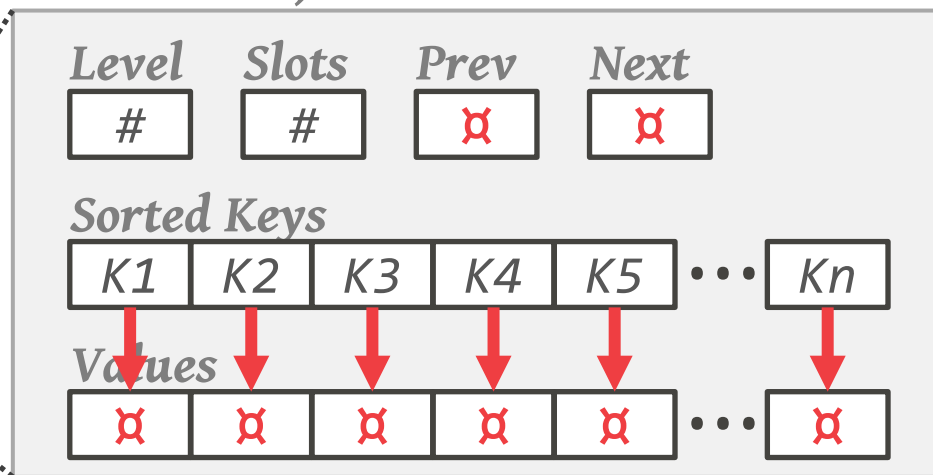 Level Slots Prev Next
# # ¤ ¤
Sorted Keys
K1 K2 K3 K4 K5 ••• Kn
Values
¤ ¤ ¤ ¤ ¤ ••• ¤